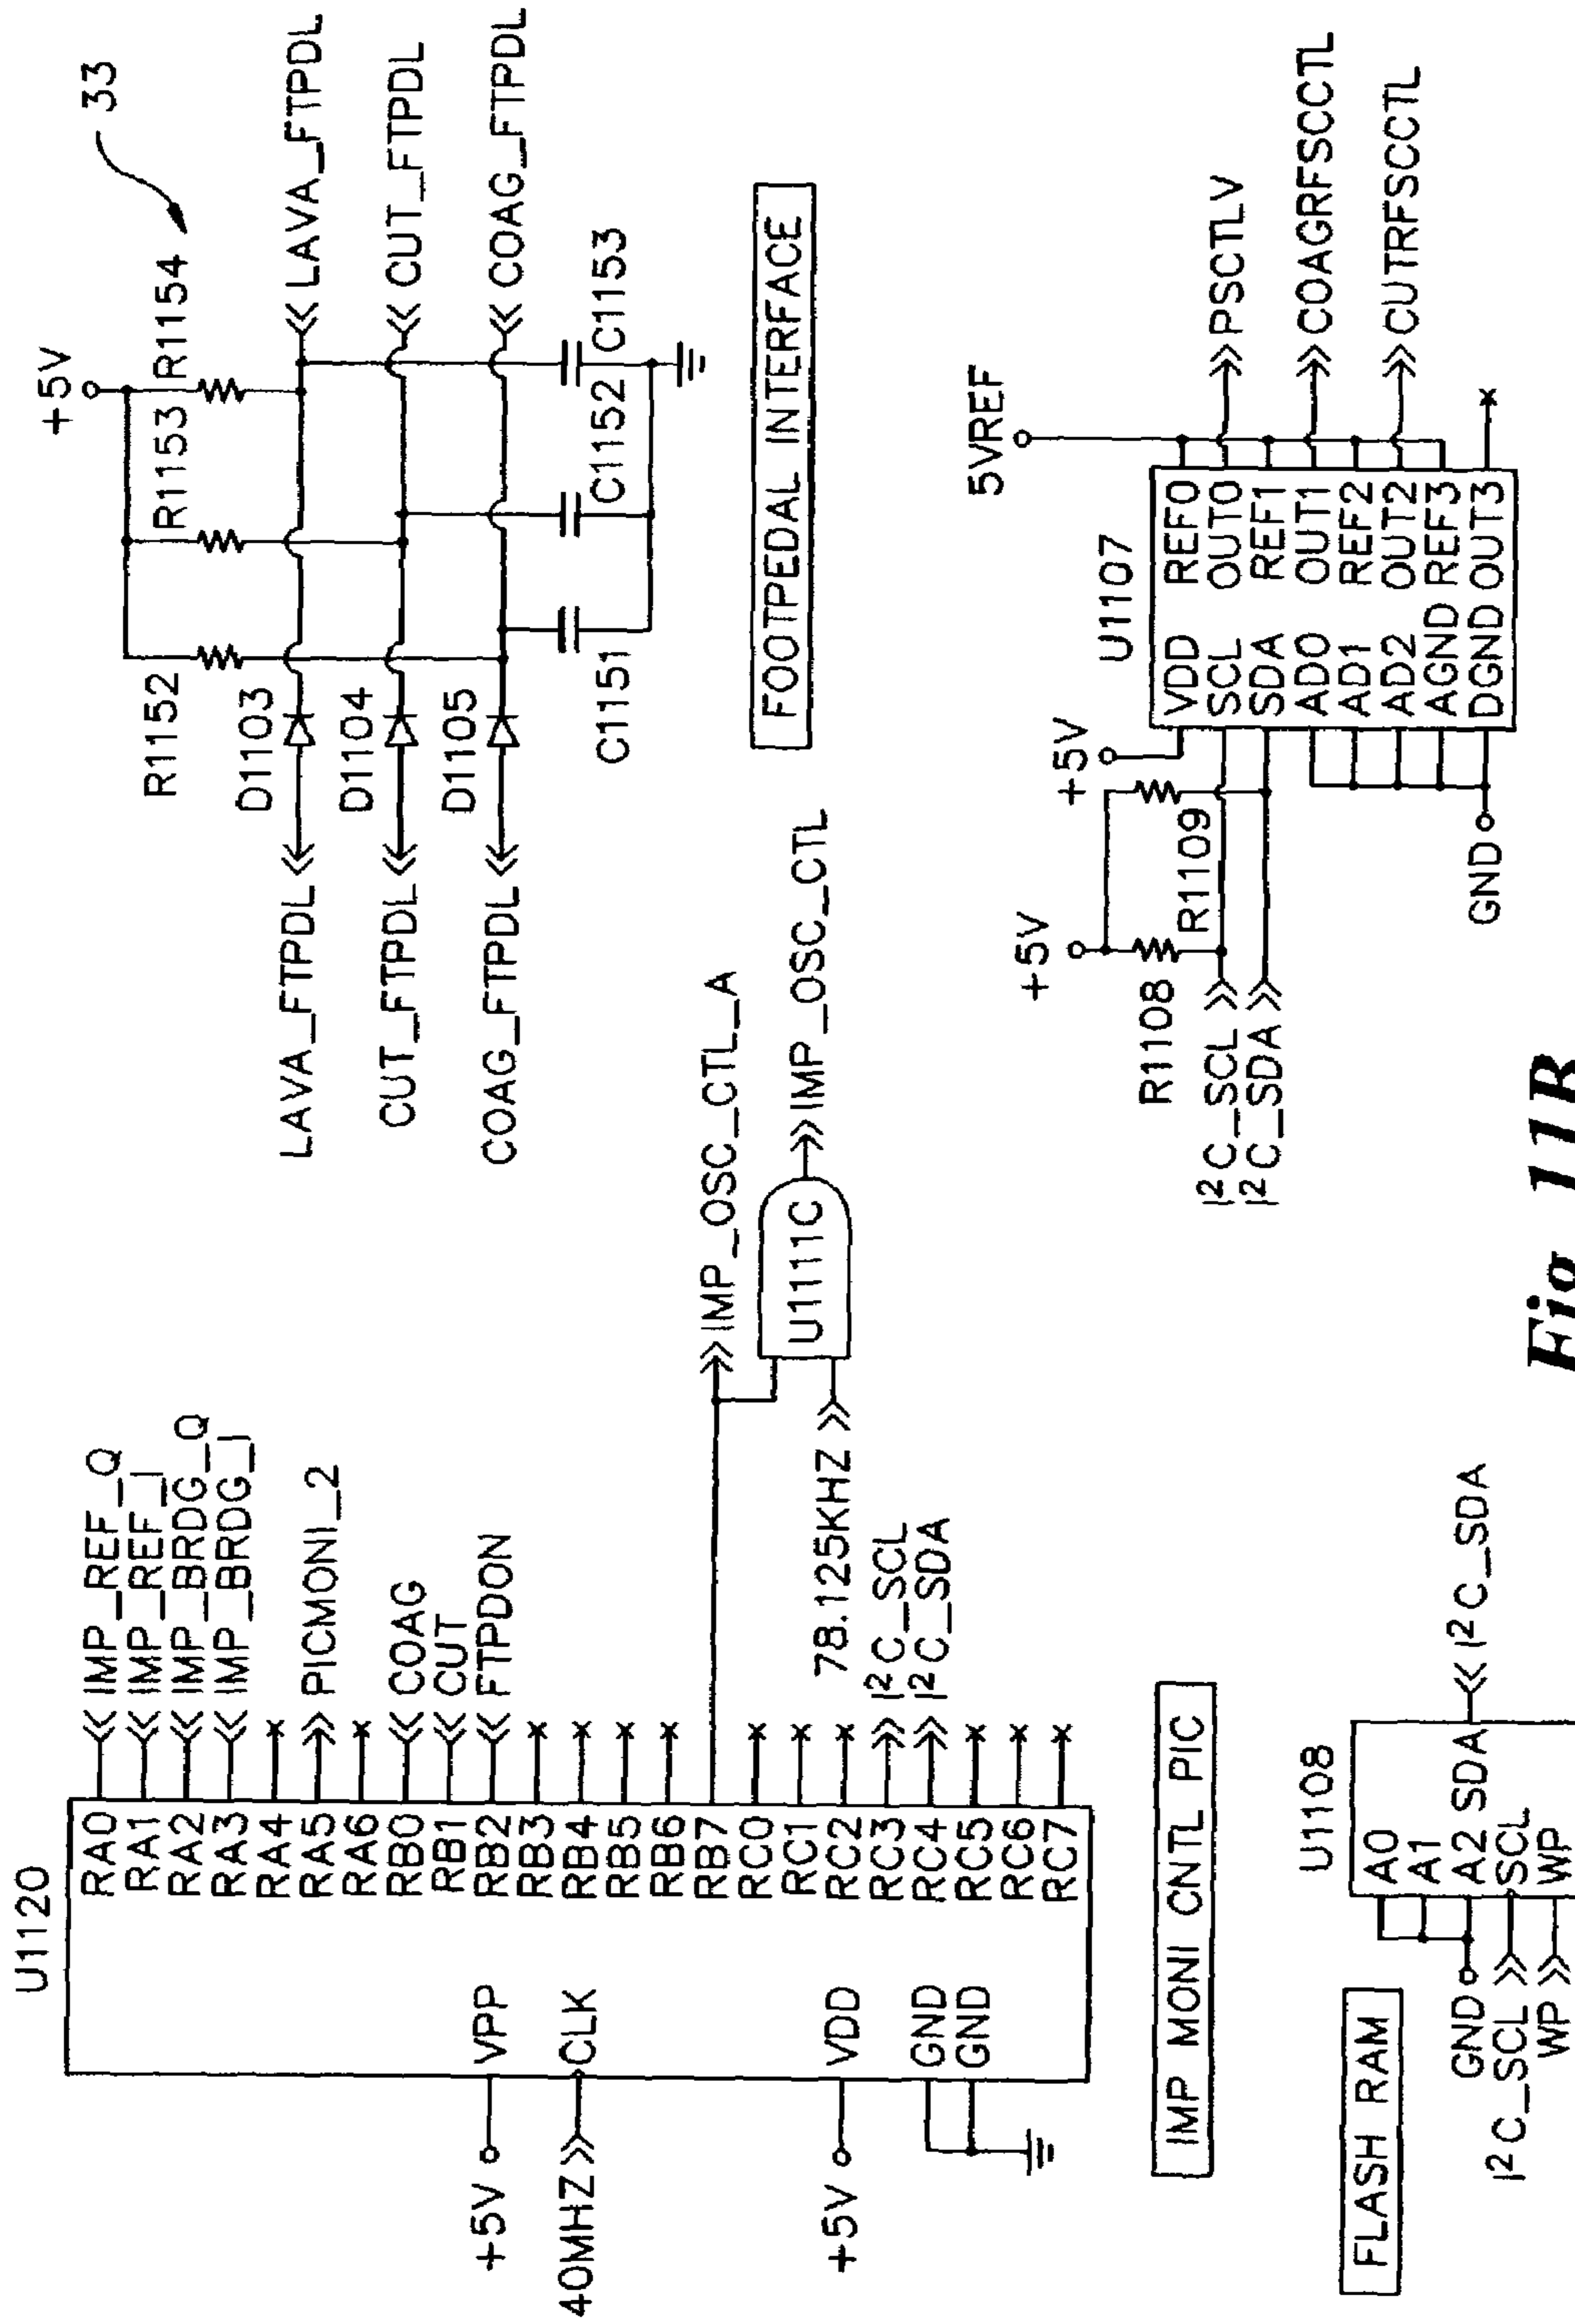 U1120
RA0 IMP_REF_Q
RA1 IMP_REF_I
RA2 IMP_BRDG_Q
RA3 IMP_BRDG_I
RA4
RA5 PICMONI_2
RA6
RB0 COAG
RB1 CUT
+5V VPP RB2 FTPDON
RB3
40MHZ CLK RB4
RB5
RB6
RB7 IMP_OSC_CTL_A
U1111C IMP_OSC_CTL
78.125KHZ
RC0
RC1
+5V VDD RC2
RC3 I²C_SCL
GND RC4 I²C_SDA
GND RC5
RC6
RC7
IMP MONI CNTL PIC
33
+5V
R1152 R1153 R1154
LAVA_FTPDL D1103 LAVA_FTPDL
CUT_FTPDL D1104 CUT_FTPDL
COAG_FTPDL D1105 COAG_FTPDL
C1151 C1152 C1153
FOOTPEDAL INTERFACE
FLASH RAM
U1108
A0
A1
GND A2 SDA I²C_SDA
I²C_SCL SCL
WP WP
5VREF
+5V +5V U1107
R1108 R1109
VDD REF0
I²C_SCL SCL OUT0 PSCTLV
I²C_SDA SDA REF1
AD0 OUT1 COAGRFSCCTL
AD1 REF2
AD2 OUT2 CUTRFSCCTL
AGND REF3
GND DGND OUT3
Fig. 11B